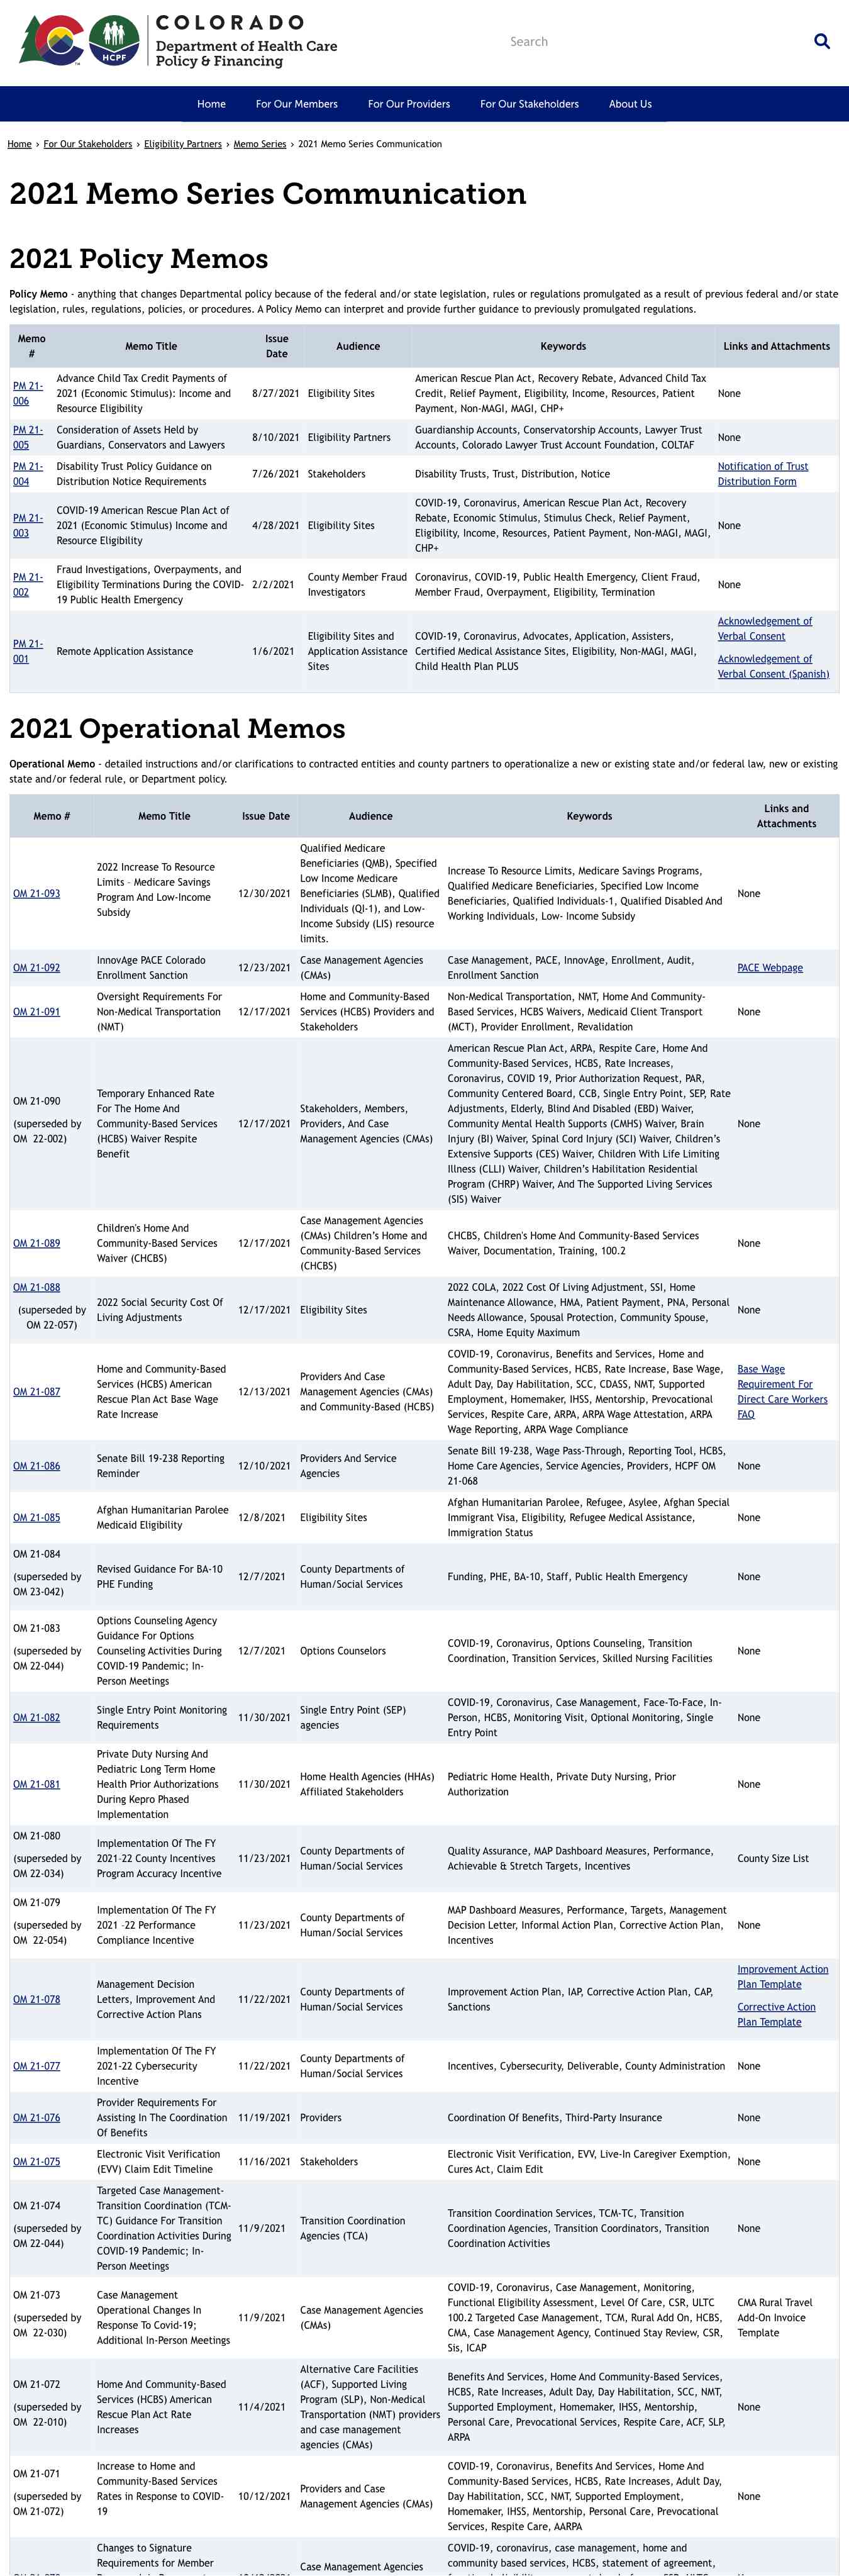 COLORADO
Department of Health Care
Policy & Financing
HCPF
TM
Search
Home For Our Members For Our Providers For Our Stakeholders About Us
Home › For Our Stakeholders › Eligibility Partners › Memo Series › 2021 Memo Series Communication
2021 Memo Series Communication
2021 Policy Memos
Policy Memo - anything that changes Departmental policy because of the federal and/or state legislation, rules or regulations promulgated as a result of previous federal and/or state
legislation, rules, regulations, policies, or procedures. A Policy Memo can interpret and provide further guidance to previously promulgated regulations.
Memo
#
Memo Title
Issue
Date
Audience
Keywords
Links and Attachments
PM 21-
006
Advance Child Tax Credit Payments of
2021 (Economic Stimulus): Income and
Resource Eligibility
8/27/2021
Eligibility Sites
American Rescue Plan Act, Recovery Rebate, Advanced Child Tax
Credit, Relief Payment, Eligibility, Income, Resources, Patient
Payment, Non-MAGI, MAGI, CHP+
None
PM 21-
005
Consideration of Assets Held by
Guardians, Conservators and Lawyers
8/10/2021
Eligibility Partners
Guardianship Accounts, Conservatorship Accounts, Lawyer Trust
Accounts, Colorado Lawyer Trust Account Foundation, COLTAF
None
PM 21-
004
Disability Trust Policy Guidance on
Distribution Notice Requirements
7/26/2021
Stakeholders
Disability Trusts, Trust, Distribution, Notice
Notification of Trust
Distribution Form
PM 21-
003
COVID-19 American Rescue Plan Act of
2021 (Economic Stimulus) Income and
Resource Eligibility
4/28/2021
Eligibility Sites
COVID-19, Coronavirus, American Rescue Plan Act, Recovery
Rebate, Economic Stimulus, Stimulus Check, Relief Payment,
Eligibility, Income, Resources, Patient Payment, Non-MAGI, MAGI,
CHP+
None
PM 21-
002
Fraud Investigations, Overpayments, and
Eligibility Terminations During the COVID-
19 Public Health Emergency
2/2/2021
County Member Fraud
Investigators
Coronavirus, COVID-19, Public Health Emergency, Client Fraud,
Member Fraud, Overpayment, Eligibility, Termination
None
PM 21-
001
Remote Application Assistance
1/6/2021
Eligibility Sites and
Application Assistance
Sites
COVID-19, Coronavirus, Advocates, Application, Assisters,
Certified Medical Assistance Sites, Eligibility, Non-MAGI, MAGI,
Child Health Plan PLUS
Acknowledgement of
Verbal Consent
Acknowledgement of
Verbal Consent (Spanish)
2021 Operational Memos
Operational Memo - detailed instructions and/or clarifications to contracted entities and county partners to operationalize a new or existing state and/or federal law, new or existing
state and/or federal rule, or Department policy.
Memo #
Memo Title
Issue Date
Audience
Keywords
Links and
Attachments
OM 21-093
2022 Increase To Resource
Limits – Medicare Savings
Program And Low-Income
Subsidy
12/30/2021
Qualified Medicare
Beneficiaries (QMB), Specified
Low Income Medicare
Beneficiaries (SLMB), Qualified
Individuals (QI-1), and Low-
Income Subsidy (LIS) resource
limits.
Increase To Resource Limits, Medicare Savings Programs,
Qualified Medicare Beneficiaries, Specified Low Income
Beneficiaries, Qualified Individuals-1, Qualified Disabled And
Working Individuals, Low- Income Subsidy
None
OM 21-092
InnovAge PACE Colorado
Enrollment Sanction
12/23/2021
Case Management Agencies
(CMAs)
Case Management, PACE, InnovAge, Enrollment, Audit,
Enrollment Sanction
PACE Webpage
OM 21-091
Oversight Requirements For
Non-Medical Transportation
(NMT)
12/17/2021
Home and Community-Based
Services (HCBS) Providers and
Stakeholders
Non-Medical Transportation, NMT, Home And Community-
Based Services, HCBS Waivers, Medicaid Client Transport
(MCT), Provider Enrollment, Revalidation
None
OM 21-090
(superseded by
OM 22-002)
Temporary Enhanced Rate
For The Home And
Community-Based Services
(HCBS) Waiver Respite
Benefit
12/17/2021
Stakeholders, Members,
Providers, And Case
Management Agencies (CMAs)
American Rescue Plan Act, ARPA, Respite Care, Home And
Community-Based Services, HCBS, Rate Increases,
Coronavirus, COVID 19, Prior Authorization Request, PAR,
Community Centered Board, CCB, Single Entry Point, SEP, Rate
Adjustments, Elderly, Blind And Disabled (EBD) Waiver,
Community Mental Health Supports (CMHS) Waiver, Brain
Injury (BI) Waiver, Spinal Cord Injury (SCI) Waiver, Children’s
Extensive Supports (CES) Waiver, Children With Life Limiting
Illness (CLLI) Waiver, Children’s Habilitation Residential
Program (CHRP) Waiver, And The Supported Living Services
(SIS) Waiver
None
OM 21-089
Children's Home And
Community-Based Services
Waiver (CHCBS)
12/17/2021
Case Management Agencies
(CMAs) Children’s Home and
Community-Based Services
(CHCBS)
CHCBS, Children's Home And Community-Based Services
Waiver, Documentation, Training, 100.2
None
OM 21-088
(superseded by
OM 22-057)
2022 Social Security Cost Of
Living Adjustments
12/17/2021
Eligibility Sites
2022 COLA, 2022 Cost Of Living Adjustment, SSI, Home
Maintenance Allowance, HMA, Patient Payment, PNA, Personal
Needs Allowance, Spousal Protection, Community Spouse,
CSRA, Home Equity Maximum
None
OM 21-087
Home and Community-Based
Services (HCBS) American
Rescue Plan Act Base Wage
Rate Increase
12/13/2021
Providers And Case
Management Agencies (CMAs)
and Community-Based (HCBS)
COVID-19, Coronavirus, Benefits and Services, Home and
Community-Based Services, HCBS, Rate Increase, Base Wage,
Adult Day, Day Habilitation, SCC, CDASS, NMT, Supported
Employment, Homemaker, IHSS, Mentorship, Prevocational
Services, Respite Care, ARPA, ARPA Wage Attestation, ARPA
Wage Reporting, ARPA Wage Compliance
Base Wage
Requirement For
Direct Care Workers
FAQ
OM 21-086
Senate Bill 19-238 Reporting
Reminder
12/10/2021
Providers And Service
Agencies
Senate Bill 19-238, Wage Pass-Through, Reporting Tool, HCBS,
Home Care Agencies, Service Agencies, Providers, HCPF OM
21-068
None
OM 21-085
Afghan Humanitarian Parolee
Medicaid Eligibility
12/8/2021
Eligibility Sites
Afghan Humanitarian Parolee, Refugee, Asylee, Afghan Special
Immigrant Visa, Eligibility, Refugee Medical Assistance,
Immigration Status
None
OM 21-084
(superseded by
OM 23-042)
Revised Guidance For BA-10
PHE Funding
12/7/2021
County Departments of
Human/Social Services
Funding, PHE, BA-10, Staff, Public Health Emergency
None
OM 21-083
(superseded by
OM 22-044)
Options Counseling Agency
Guidance For Options
Counseling Activities During
COVID-19 Pandemic; In-
Person Meetings
12/7/2021
Options Counselors
COVID-19, Coronavirus, Options Counseling, Transition
Coordination, Transition Services, Skilled Nursing Facilities
None
OM 21-082
Single Entry Point Monitoring
Requirements
11/30/2021
Single Entry Point (SEP)
agencies
COVID-19, Coronavirus, Case Management, Face-To-Face, In-
Person, HCBS, Monitoring Visit, Optional Monitoring, Single
Entry Point
None
OM 21-081
Private Duty Nursing And
Pediatric Long Term Home
Health Prior Authorizations
During Kepro Phased
Implementation
11/30/2021
Home Health Agencies (HHAs)
Affiliated Stakeholders
Pediatric Home Health, Private Duty Nursing, Prior
Authorization
None
OM 21-080
(superseded by
OM 22-034)
Implementation Of The FY
2021-22 County Incentives
Program Accuracy Incentive
11/23/2021
County Departments of
Human/Social Services
Quality Assurance, MAP Dashboard Measures, Performance,
Achievable & Stretch Targets, Incentives
County Size List
OM 21-079
(superseded by
OM 22-054)
Implementation Of The FY
2021 –22 Performance
Compliance Incentive
11/23/2021
County Departments of
Human/Social Services
MAP Dashboard Measures, Performance, Targets, Management
Decision Letter, Informal Action Plan, Corrective Action Plan,
Incentives
None
OM 21-078
Management Decision
Letters, Improvement And
Corrective Action Plans
11/22/2021
County Departments of
Human/Social Services
Improvement Action Plan, IAP, Corrective Action Plan, CAP,
Sanctions
Improvement Action
Plan Template
Corrective Action
Plan Template
OM 21-077
Implementation Of The FY
2021-22 Cybersecurity
Incentive
11/22/2021
County Departments of
Human/Social Services
Incentives, Cybersecurity, Deliverable, County Administration
None
OM 21-076
Provider Requirements For
Assisting In The Coordination
Of Benefits
11/19/2021
Providers
Coordination Of Benefits, Third-Party Insurance
None
OM 21-075
Electronic Visit Verification
(EVV) Claim Edit Timeline
11/16/2021
Stakeholders
Electronic Visit Verification, EVV, Live-In Caregiver Exemption,
Cures Act, Claim Edit
None
OM 21-074
(superseded by
OM 22-044)
Targeted Case Management-
Transition Coordination (TCM-
TC) Guidance For Transition
Coordination Activities During
COVID-19 Pandemic; In-
Person Meetings
11/9/2021
Transition Coordination
Agencies (TCA)
Transition Coordination Services, TCM-TC, Transition
Coordination Agencies, Transition Coordinators, Transition
Coordination Activities
None
OM 21-073
(superseded by
OM 22-030)
Case Management
Operational Changes In
Response To Covid-19;
Additional In-Person Meetings
11/9/2021
Case Management Agencies
(CMAs)
COVID-19, Coronavirus, Case Management, Monitoring,
Functional Eligibility Assessment, Level Of Care, CSR, ULTC
100.2 Targeted Case Management, TCM, Rural Add On, HCBS,
CMA, Case Management Agency, Continued Stay Review, CSR,
Sis, ICAP
CMA Rural Travel
Add-On Invoice
Template
OM 21-072
(superseded by
OM 22-010)
Home And Community-Based
Services (HCBS) American
Rescue Plan Act Rate
Increases
11/4/2021
Alternative Care Facilities
(ACF), Supported Living
Program (SLP), Non-Medical
Transportation (NMT) providers
and case management
agencies (CMAs)
Benefits And Services, Home And Community-Based Services,
HCBS, Rate Increases, Adult Day, Day Habilitation, SCC, NMT,
Supported Employment, Homemaker, IHSS, Mentorship,
Personal Care, Prevocational Services, Respite Care, ACF, SLP,
ARPA
None
OM 21-071
(superseded by
OM 21-072)
Increase to Home and
Community-Based Services
Rates in Response to COVID-
19
10/12/2021
Providers and Case
Management Agencies (CMAs)
COVID-19, Coronavirus, Benefits And Services, Home And
Community-Based Services, HCBS, Rate Increases, Adult Day,
Day Habilitation, SCC, NMT, Supported Employment,
Homemaker, IHSS, Mentorship, Personal Care, Prevocational
Services, Respite Care, AARPA
None
Changes to Signature
Requirements for Member
Case Management Agencies
COVID-19, coronavirus, case management, home and
community based services, HCBS, statement of agreement,